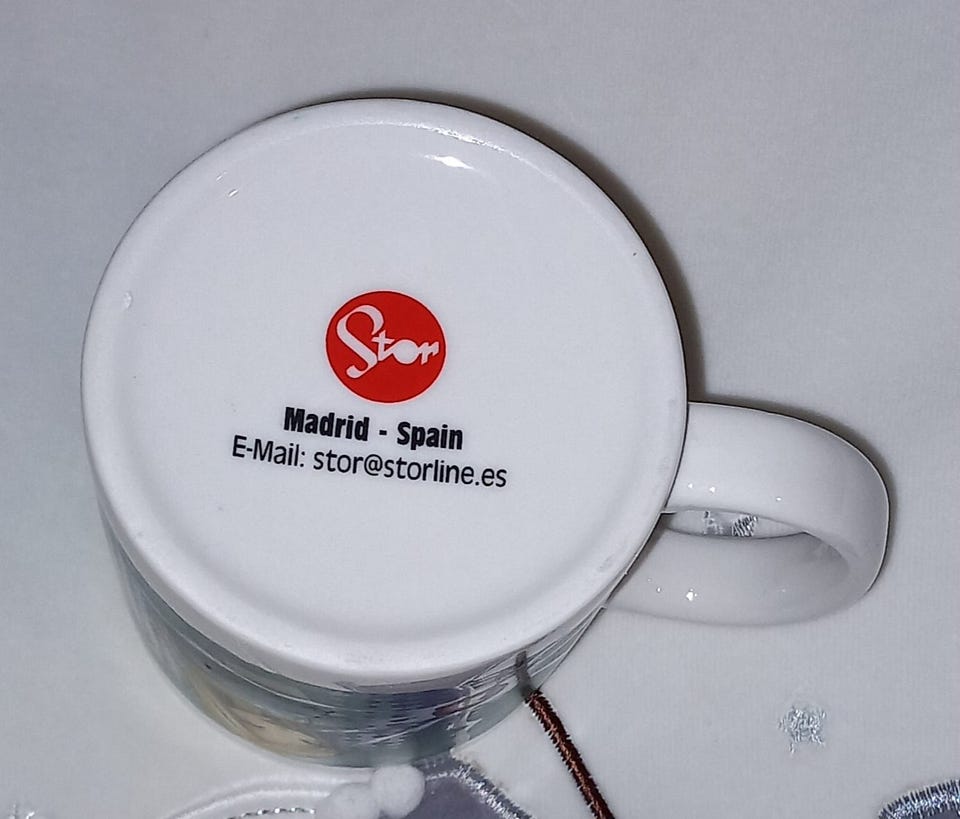 Stor
Madrid - Spain
E-Mail: stor@storline.es